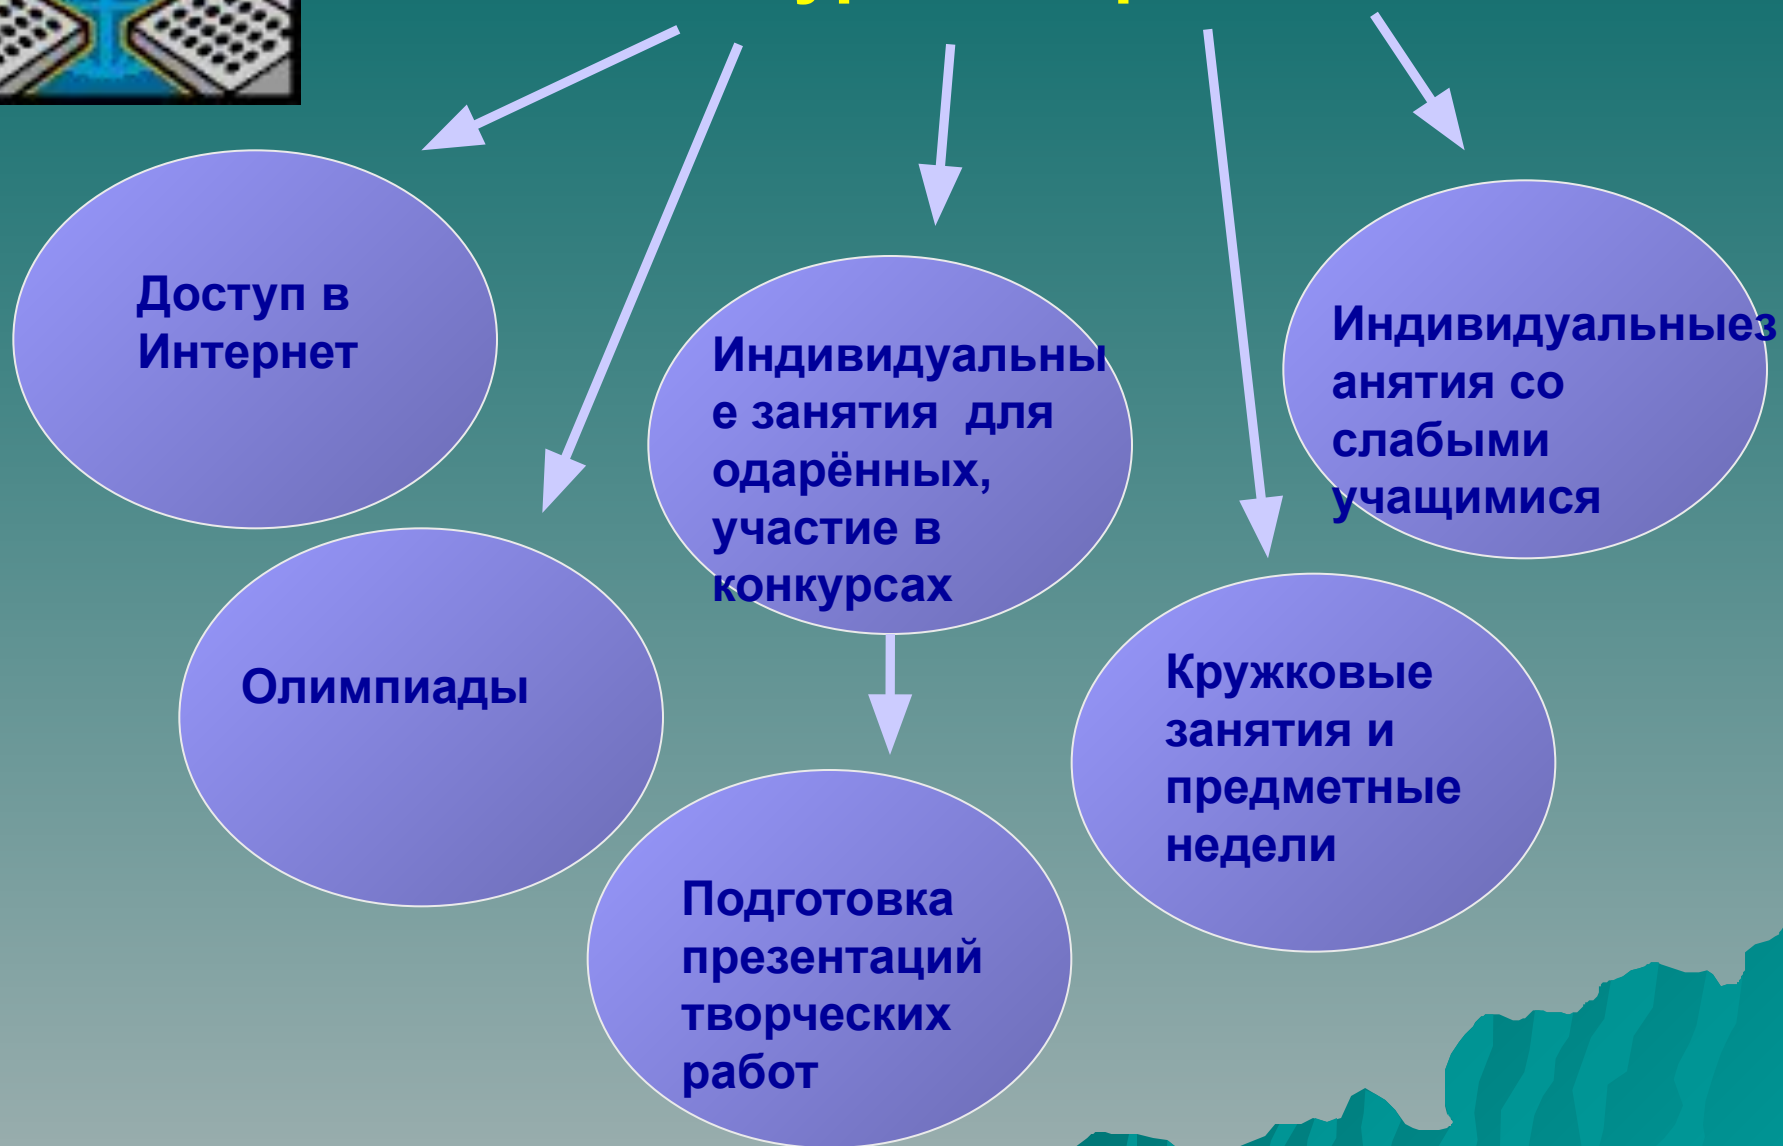 Доступ в
Интернет
Индивидуальны
е занятия для
одарённых,
участие в
конкурсах
Индивидуальныез
анятия со
слабыми
учащимися
Олимпиады
Кружковые
занятия и
предметные
недели
Подготовка
презентаций
творческих
работ